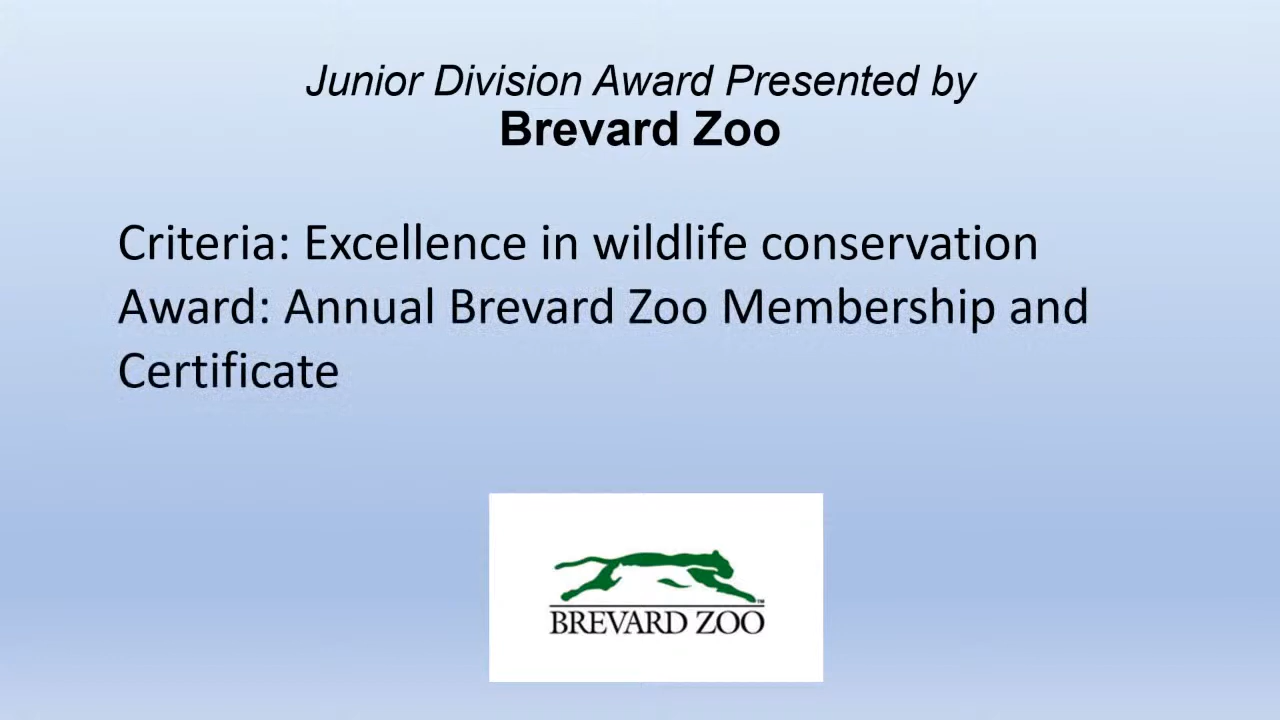 Junior Division Award Presented by
Brevard Zoo
Criteria: Excellence in wildlife conservation
Award: Annual Brevard Zoo Membership and
Certificate
BREVARD ZOO